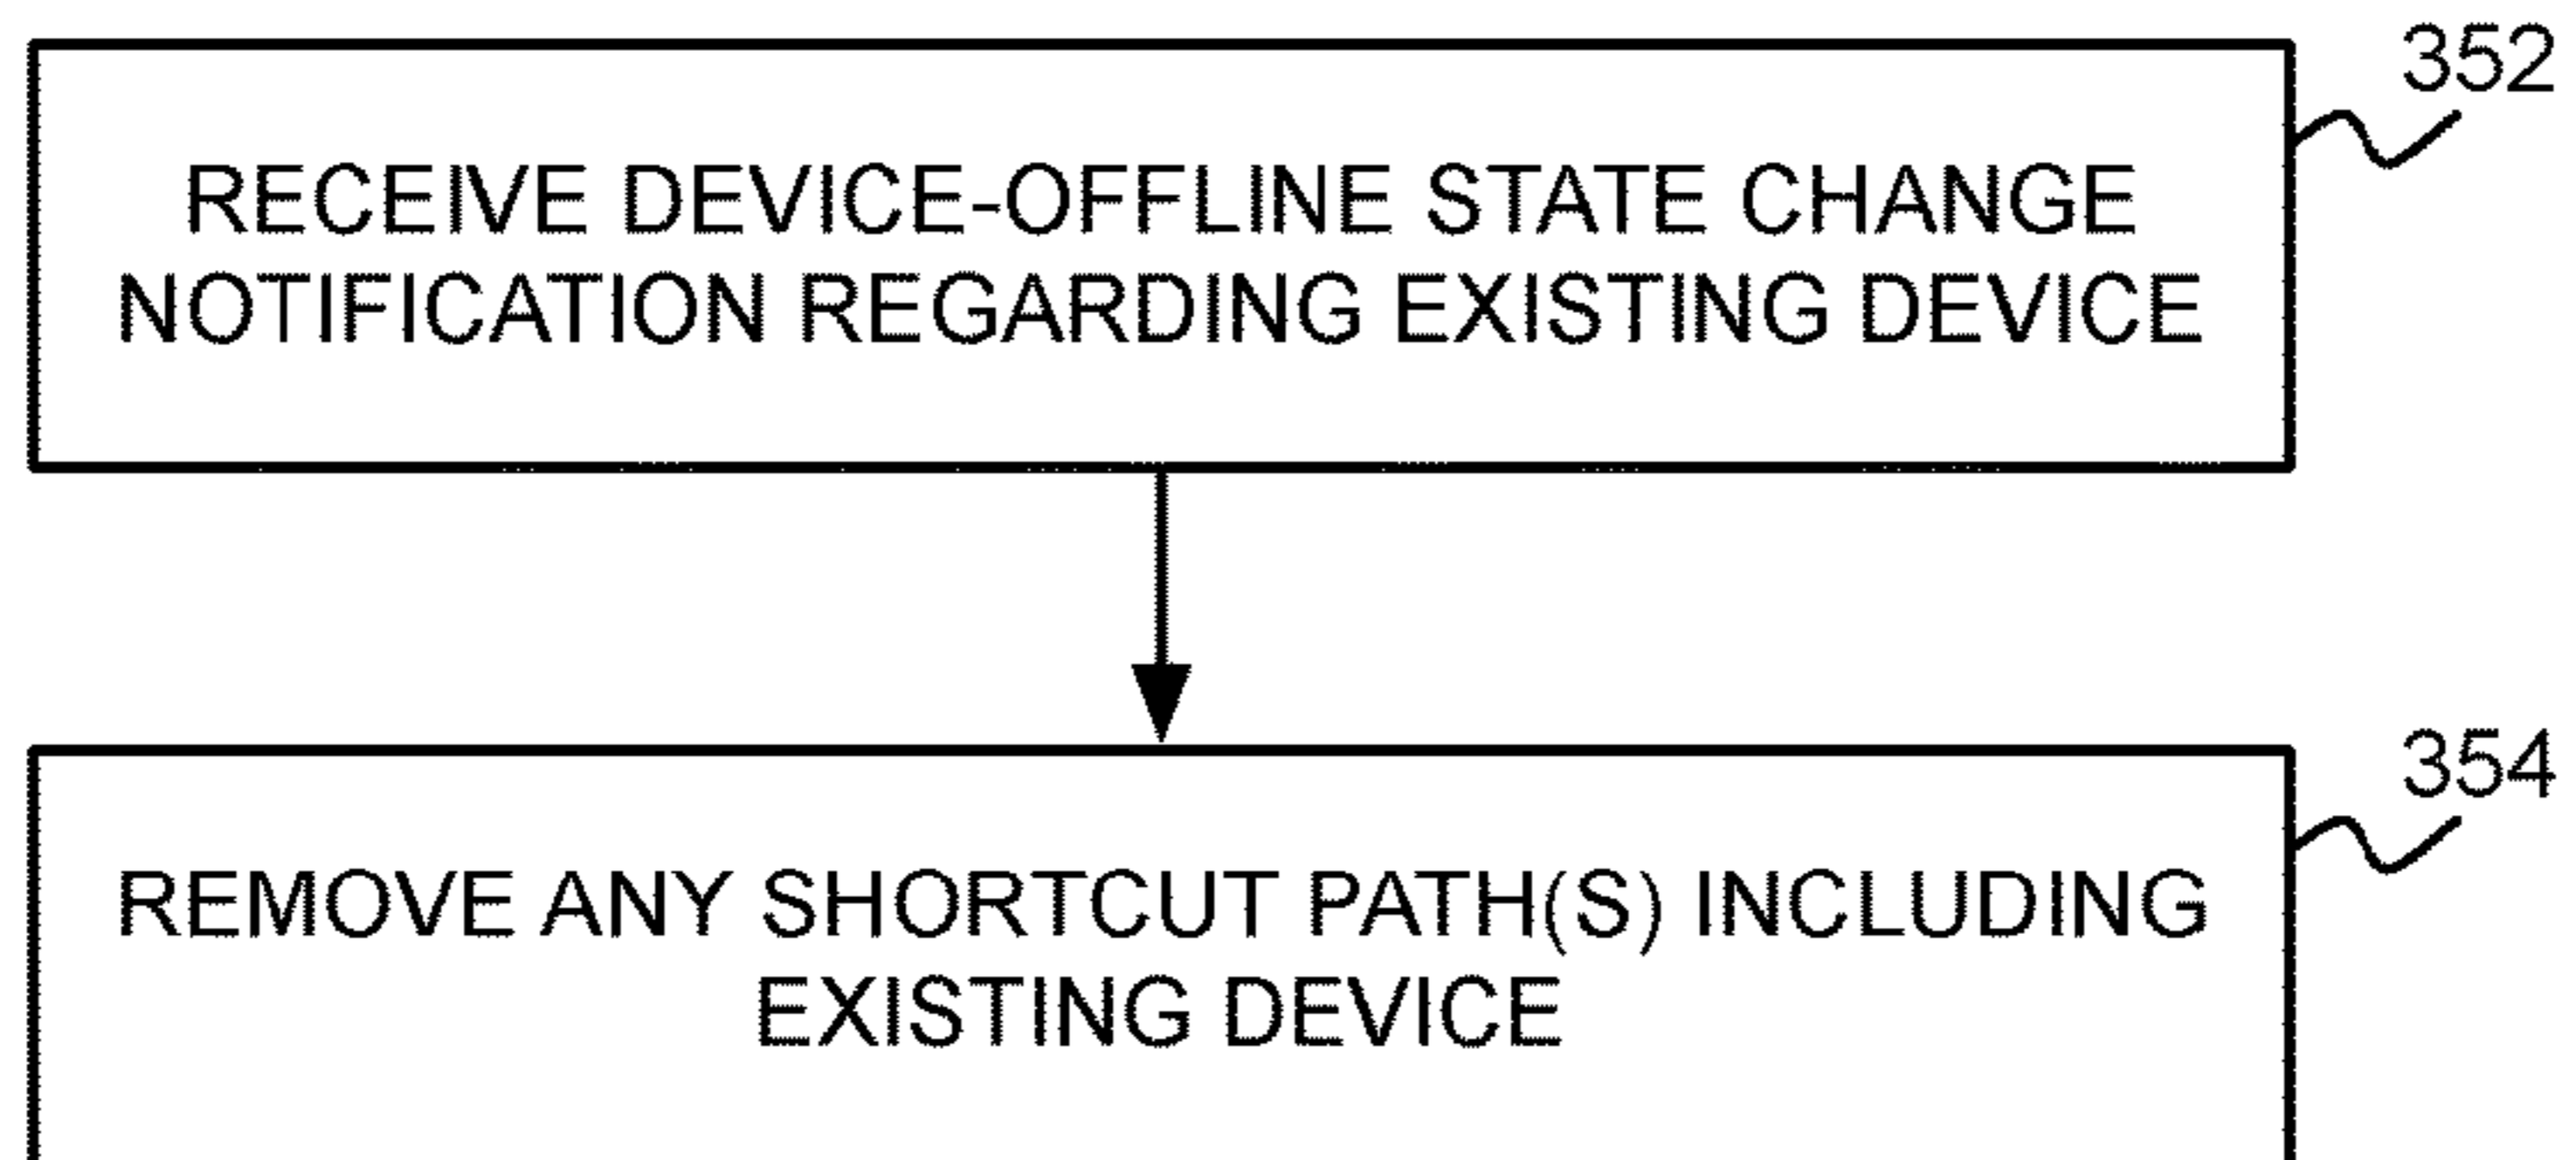 352
RECEIVE DEVICE-OFFLINE STATE CHANGE
NOTIFICATION REGARDING EXISTING DEVICE
354
REMOVE ANY SHORTCUT PATH(S) INCLUDING
EXISTING DEVICE